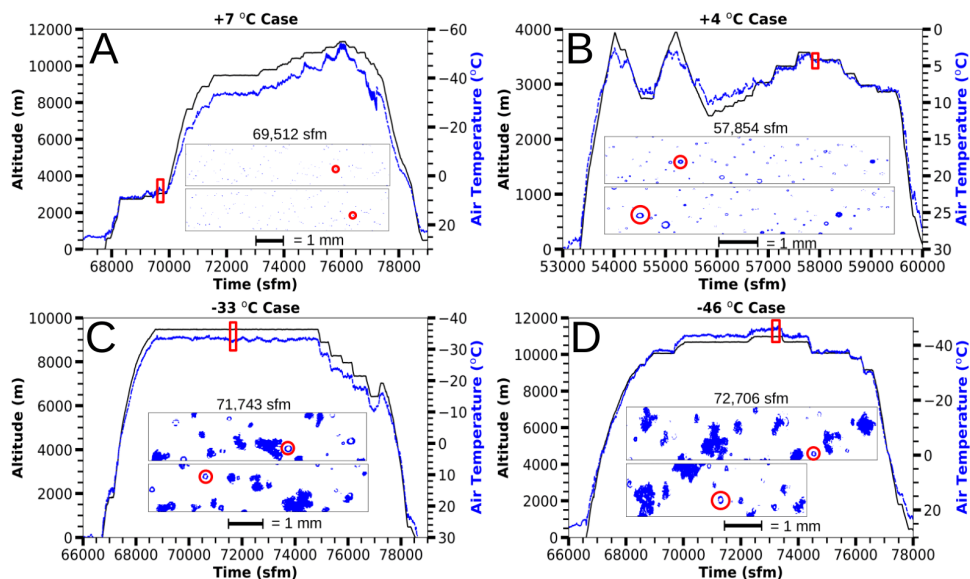 +7 °C Case
A
12000
10000
8000
6000
4000
2000
0
Altitude (m)
−60
−40
−20
0
20
Air Temperature (°C)
69,512 sfm
= 1 mm
68000 70000 72000 74000 76000 78000
Time (sfm)
+4 °C Case
B
4000
3000
2000
1000
0
Altitude (m)
0
5
10
15
20
25
30
Air Temperature (°C)
57,854 sfm
= 1 mm
53000 54000 55000 56000 57000 58000 59000 60000
Time (sfm)
-33 °C Case
C
10000
8000
6000
4000
2000
0
Altitude (m)
−40
−30
−20
−10
0
10
20
30
Air Temperature (°C)
71,743 sfm
= 1 mm
66000 68000 70000 72000 74000 76000 78000
Time (sfm)
-46 °C Case
D
12000
10000
8000
6000
4000
2000
0
Altitude (m)
−40
−20
0
20
Air Temperature (°C)
72,706 sfm
= 1 mm
66000 68000 70000 72000 74000 76000 78000
Time (sfm)